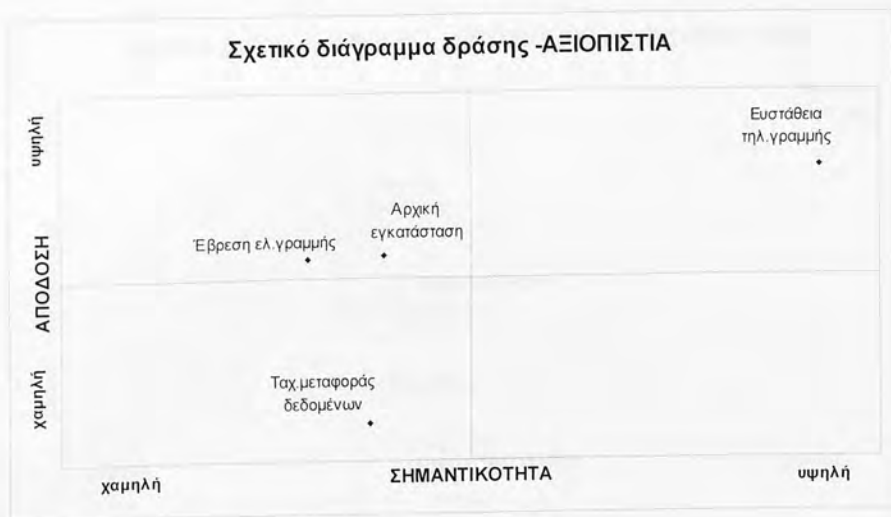 Σχετικό διάγραμμα δράσης -ΑΞΙΟΠΙΣΤΙΑ
υψηλή
Ευστάθεια
τηλ.γραμμής
Αρχική
εγκατάσταση
Έβρεση ελ.γραμμής
ΑΠΟΔΟΣΗ
Ταχ.μεταφοράς
δεδομένων
χαμηλή
χαμηλή
ΣΗΜΑΝΤΙΚΟΤΗΤΑ
υψηλή